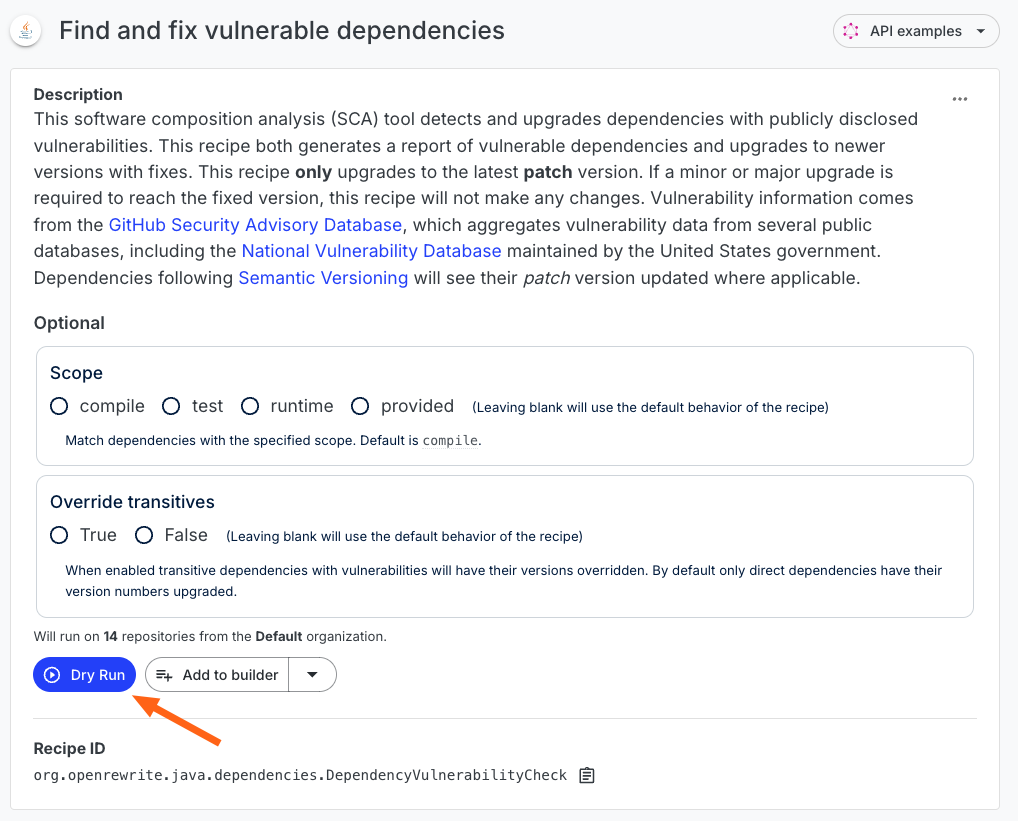 Find and fix vulnerable dependencies
API examples
Description
This software composition analysis (SCA) tool detects and upgrades dependencies with publicly disclosed
vulnerabilities. This recipe both generates a report of vulnerable dependencies and upgrades to newer
versions with fixes. This recipe only upgrades to the latest patch version. If a minor or major upgrade is
required to reach the fixed version, this recipe will not make any changes. Vulnerability information comes
from the GitHub Security Advisory Database, which aggregates vulnerability data from several public
databases, including the National Vulnerability Database maintained by the United States government.
Dependencies following Semantic Versioning will see their patch version updated where applicable.
Optional
Scope
compile test runtime provided (Leaving blank will use the default behavior of the recipe)
Match dependencies with the specified scope. Default is compile.
Override transitives
True False (Leaving blank will use the default behavior of the recipe)
When enabled transitive dependencies with vulnerabilities will have their versions overridden. By default only direct dependencies have their
version numbers upgraded.
Will run on 14 repositories from the Default organization.
Dry Run Add to builder
Recipe ID
org.openrewrite.java.dependencies.DependencyVulnerabilityCheck